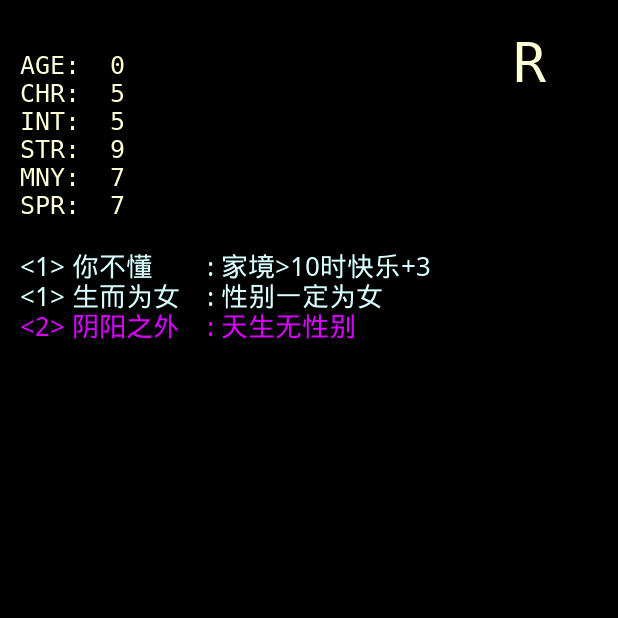 R
AGE: 0
CHR: 5
INT: 5
STR: 9
MNY: 7
SPR: 7
<1> 你不懂 : 家境>10时快乐+3
<1> 生而为女 : 性别一定为女
<2> 阴阳之外 : 天生无性别